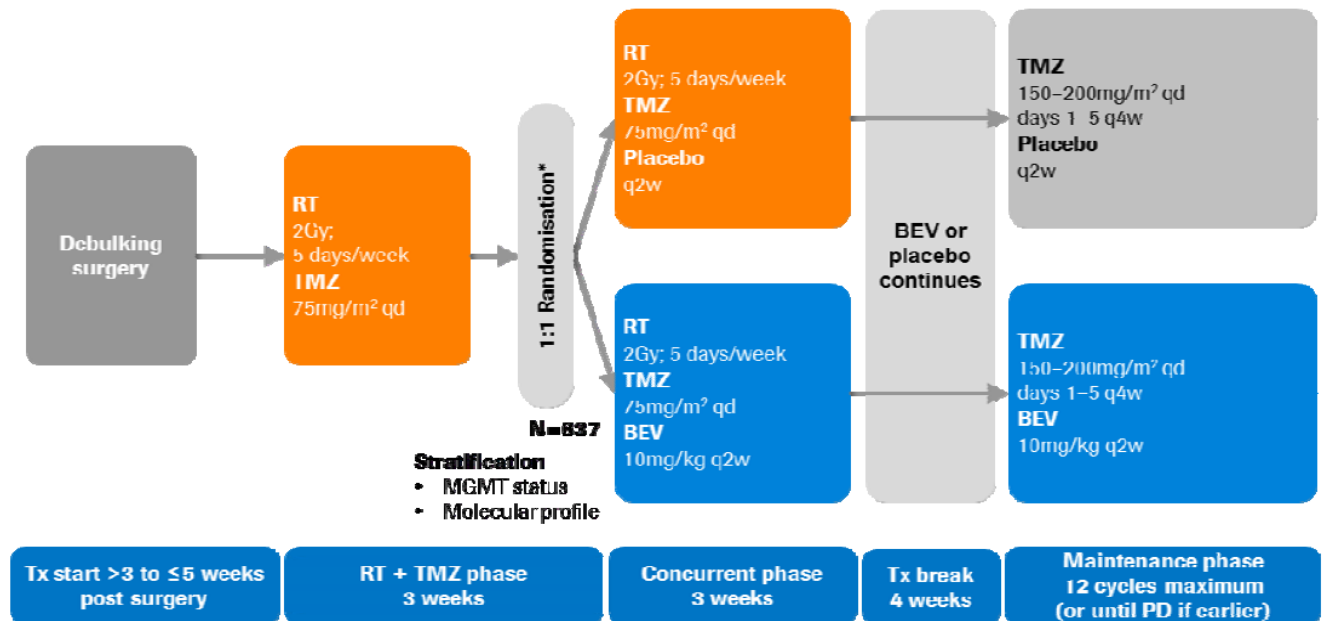 Debulking
surgery
RT
2Gy;
5 days/week
TMZ
75mg/m² qd
1:1 Randomisation*
N=637
Stratification
• MGMT status
• Molecular profile
RT
2Gy; 5 days/week
TMZ
75mg/m² qd
Placebo
q2w
RT
2Gy; 5 days/week
TMZ
75mg/m² qd
BEV
10mg/kg q2w
BEV or
placebo
continues
TMZ
150–200mg/m² qd
days 1–5 q4w
Placebo
q2w
TMZ
150–200mg/m² qd
days 1–5 q4w
BEV
10mg/kg q2w
Tx start >3 to ≤5 weeks
post surgery
RT + TMZ phase
3 weeks
Concurrent phase
3 weeks
Tx break
4 weeks
Maintenance phase
12 cycles maximum
(or until PD if earlier)